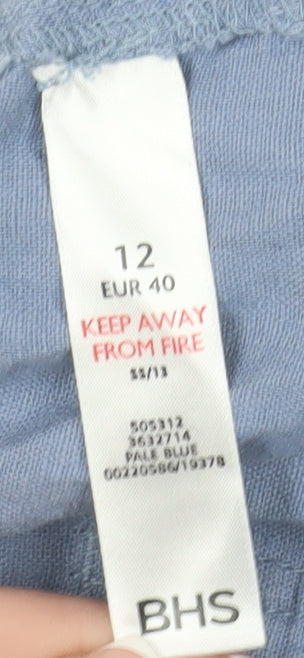 12
EUR 40
KEEP AWAY
FROM FIRE
SS/13
505312
3632714
PALE BLUE
00220586/19378
BHS